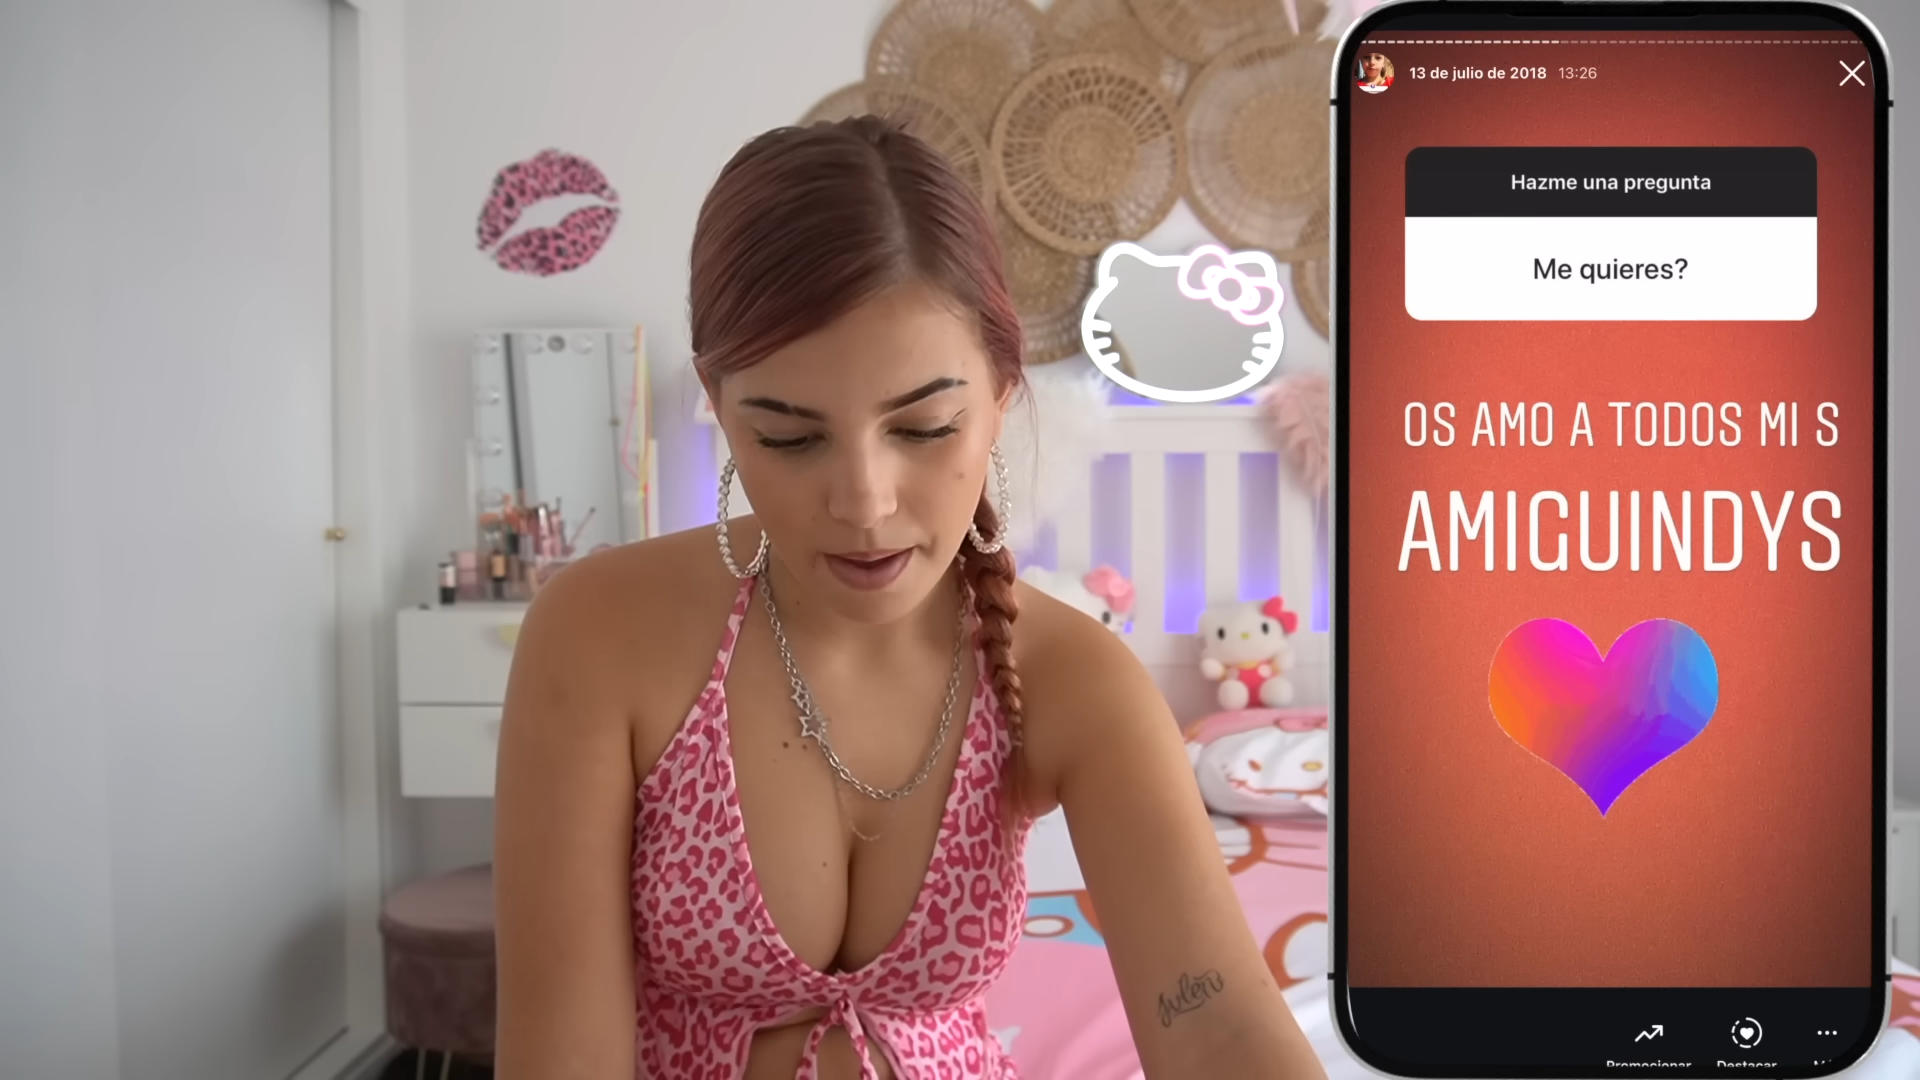 13 de julio de 2018 13:26
Hazme una pregunta
Me quieres?
OS AMO A TODOS MI S
AMIGUINDYS